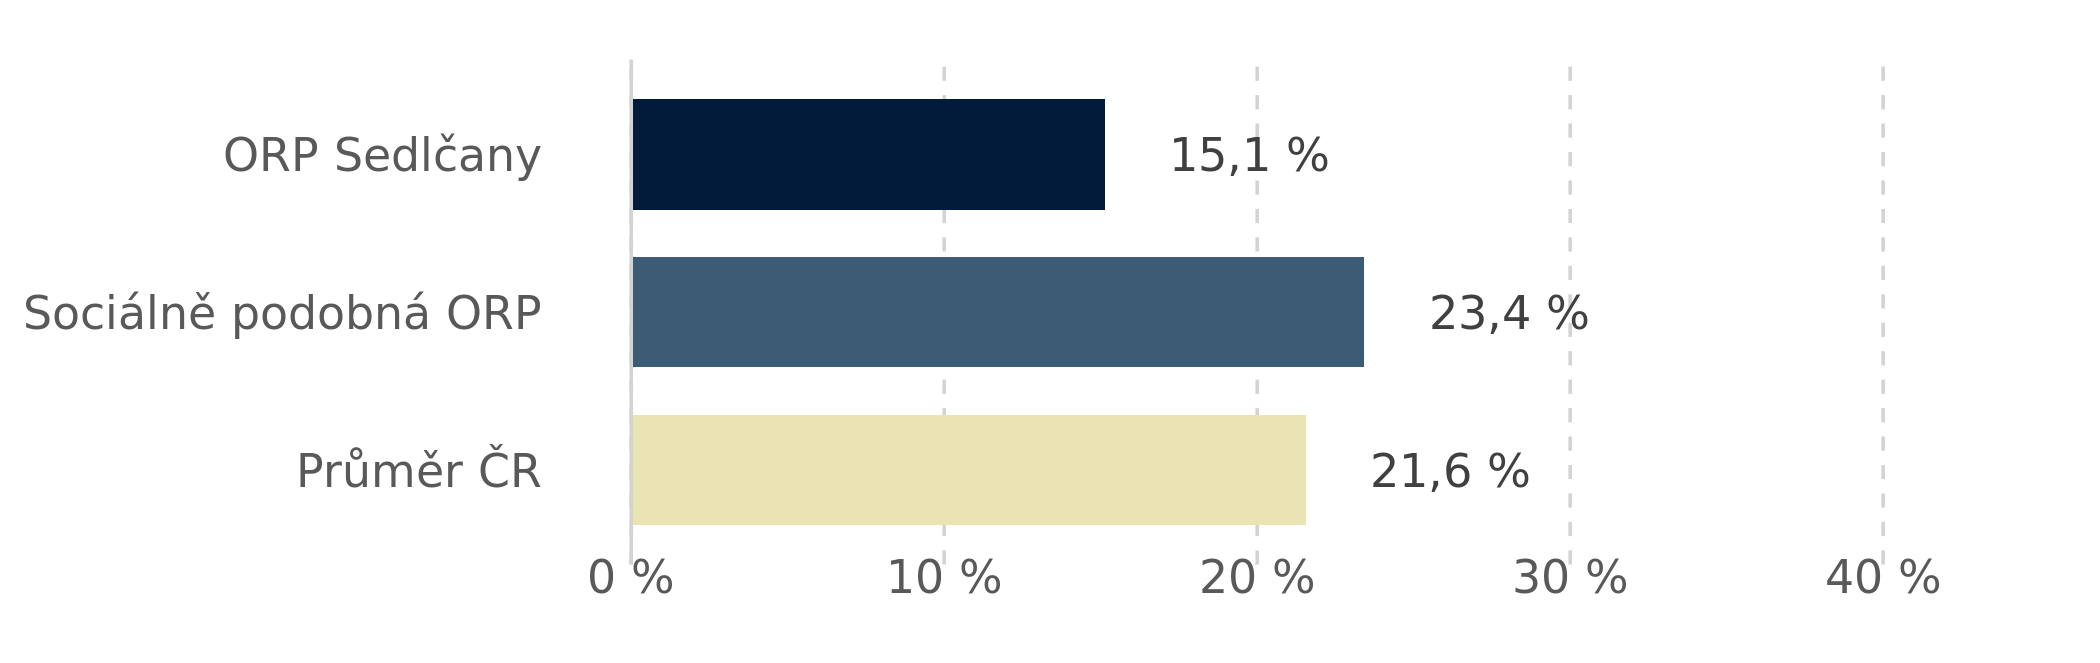 ORP Sedlčany
15,1 %
Sociálně podobná ORP
23,4 %
Průměr ČR
21,6 %
0 % 10 % 20 % 30 % 40 %